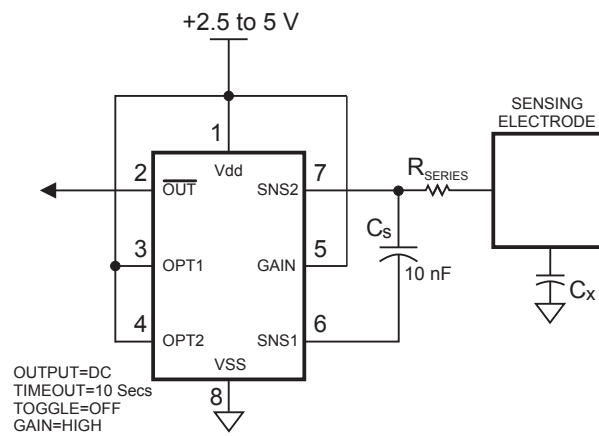 +2.5 to 5 V
SENSING
ELECTRODE
1
Vdd
2
OUT
7
SNS2
RSERIES
Cs
3
OPT1
5
GAIN
10 nF
Cx
4
OPT2
6
SNS1
VSS
8
OUTPUT=DC
TIMEOUT=10 Secs
TOGGLE=OFF
GAIN=HIGH